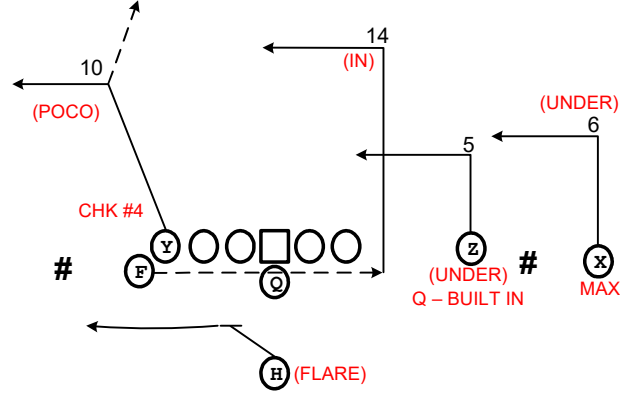 14
10
(IN)
(UNDER)
(POCO)
6
5
CHK #4
Y
Z
X
F
Q
#
#
(UNDER)
Q – BUILT IN
MAX
H
(FLARE)